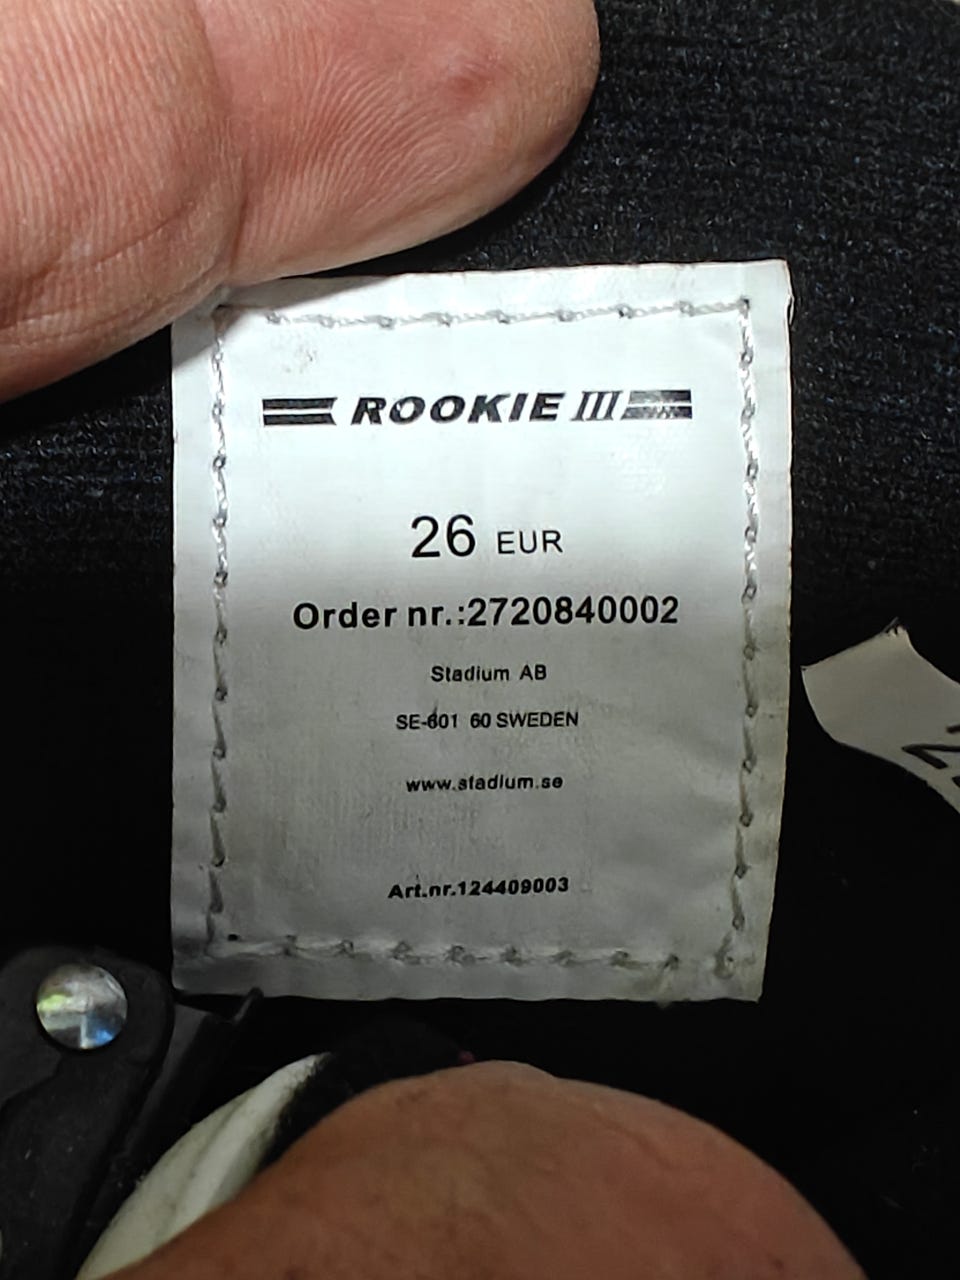 ROOKIE III
26 EUR
Order nr.:2720840002
Stadium AB
SE-601 60 SWEDEN
www.stadium.se
Art.nr.124409003